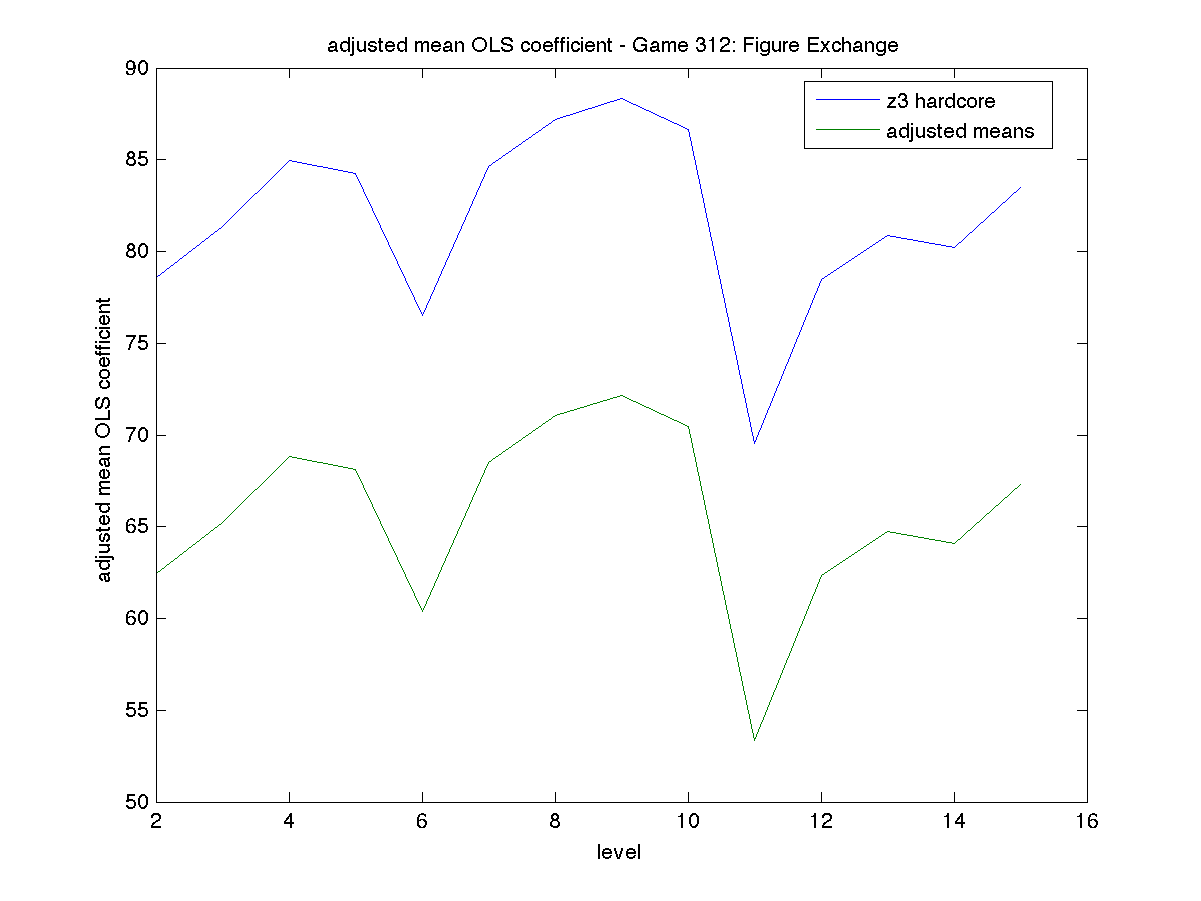 adjusted mean OLS coefficient - Game 312: Figure Exchange
90
z3 hardcore
adjusted means
85
80
75
70
65
60
55
50
adjusted mean OLS coefficient
2 4 6 8 10 12 14 16
level